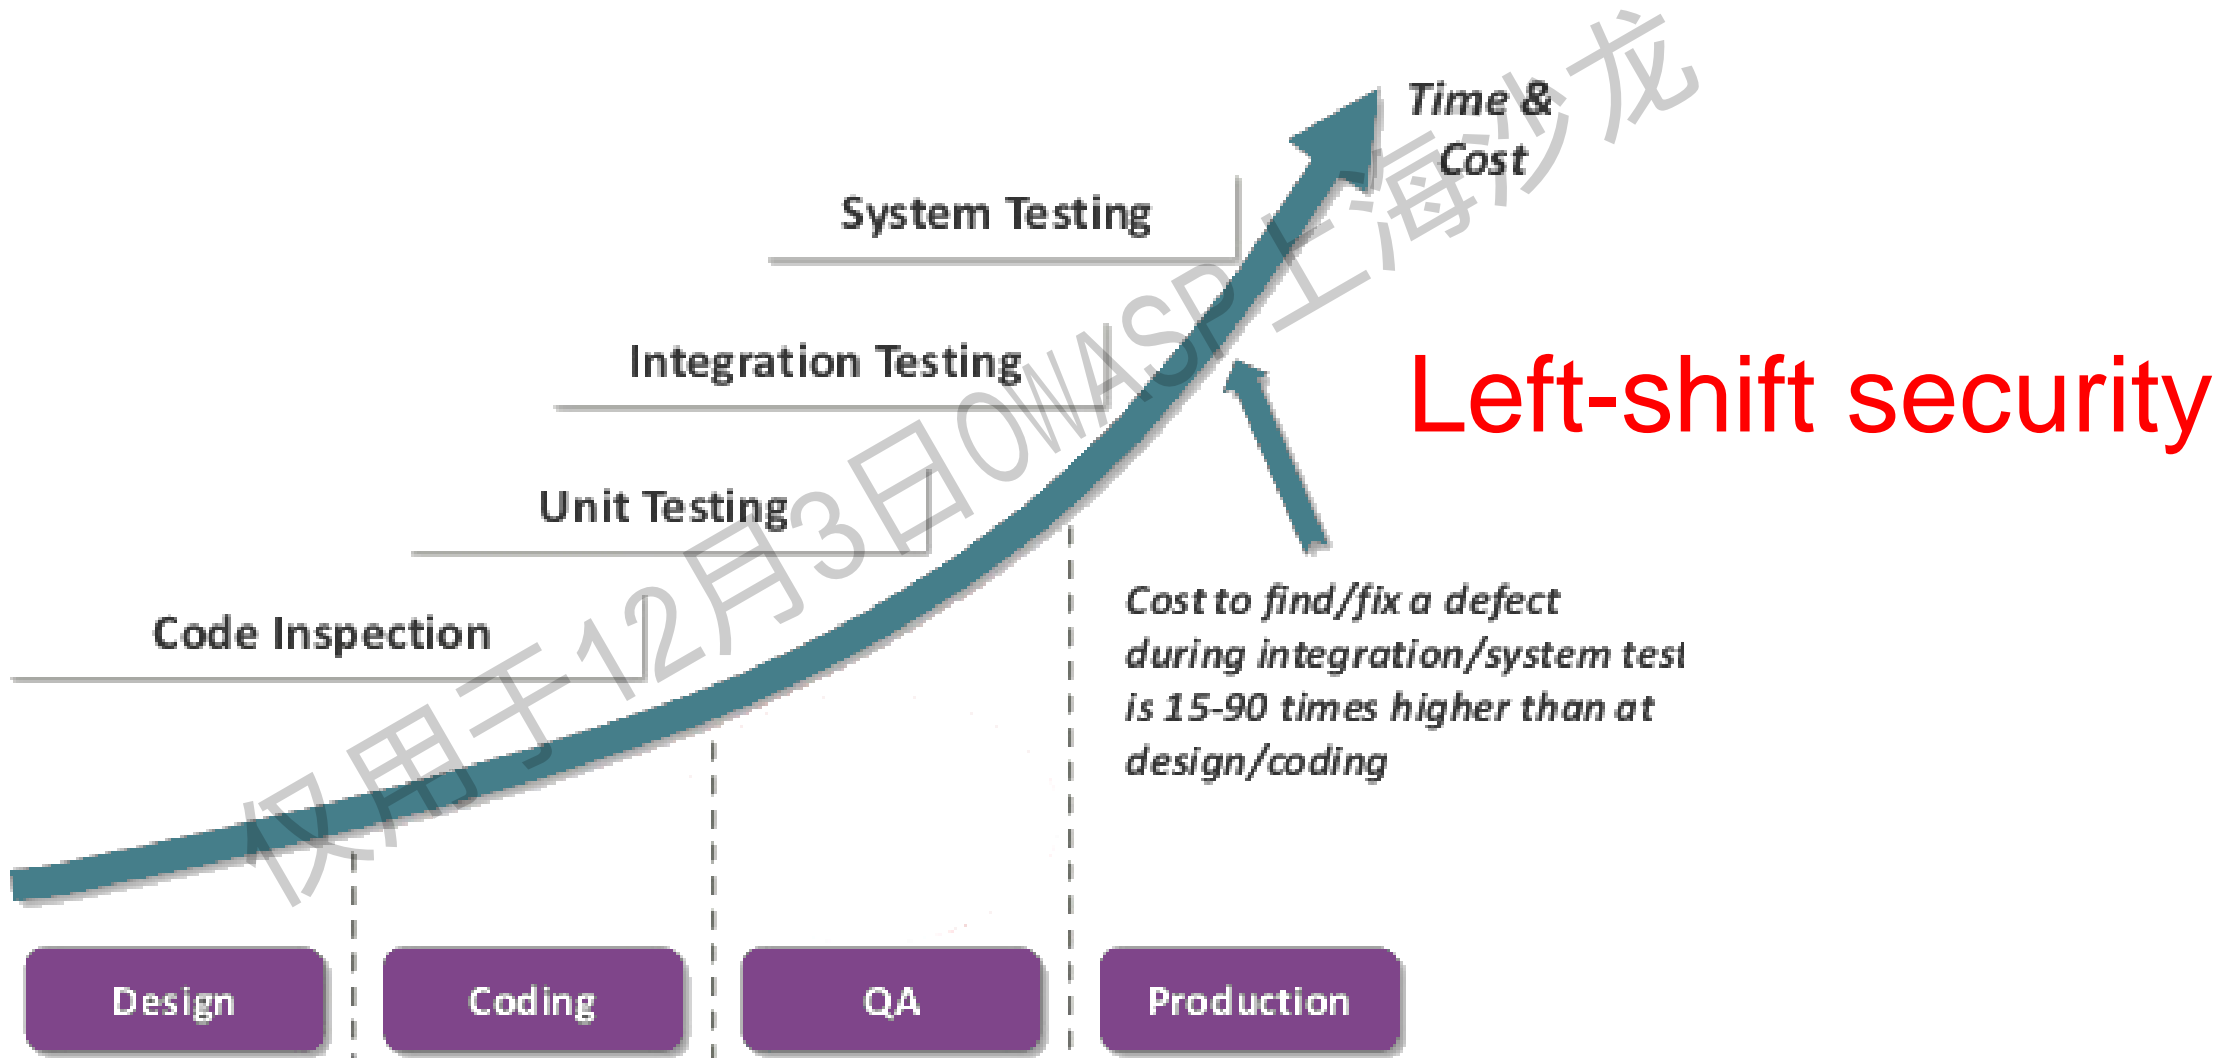 Time &
Cost
System Testing
Integration Testing
Left-shift security
Unit Testing
Cost to find/fix a defect
during integration/system test
is 15-90 times higher than at
design/coding
Code Inspection
Design
Coding
QA
Production
仅用于12月3日OWASP上海沙龙